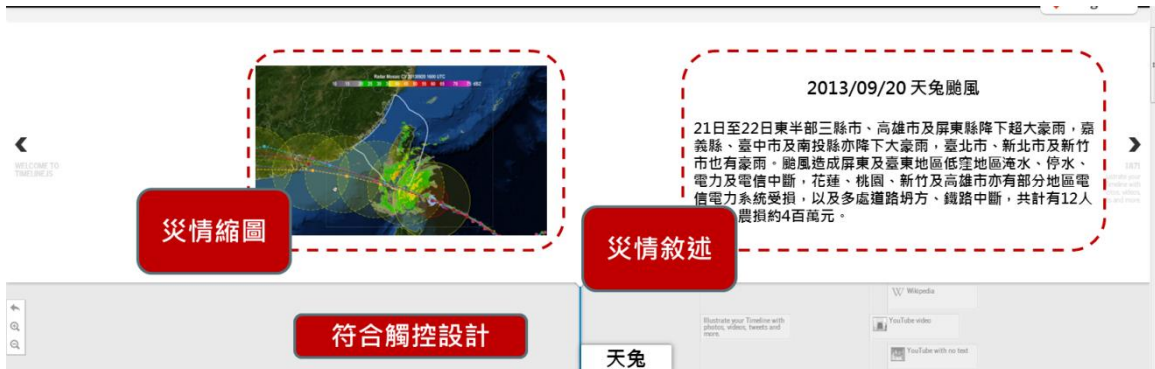 Radar Mosaic CV 20130920 1600 UTC
2013/09/20 天兔颱風
21日至22日東半部三縣市、高雄市及屏東縣降下超大豪雨，嘉
義縣、臺中市及南投縣亦降下大豪雨，臺北市、新北市及新竹
市也有豪雨。颱風造成屏東及臺東地區低窪地區淹水、停水、
電力及電信中斷，花蓮、桃園、新竹及高雄市亦有部分地區電
信電力系統受損，以及多處道路坍方、鐵路中斷，共計有12人
農損約4百萬元。
WELCOME TO
TIMELINEJS
災情縮圖
災情敘述
符合觸控設計
天兔
Illustrate your Timeline with
photos, videos, tweets and
more.
Wikipedia
YouTube video
YouTube with no text